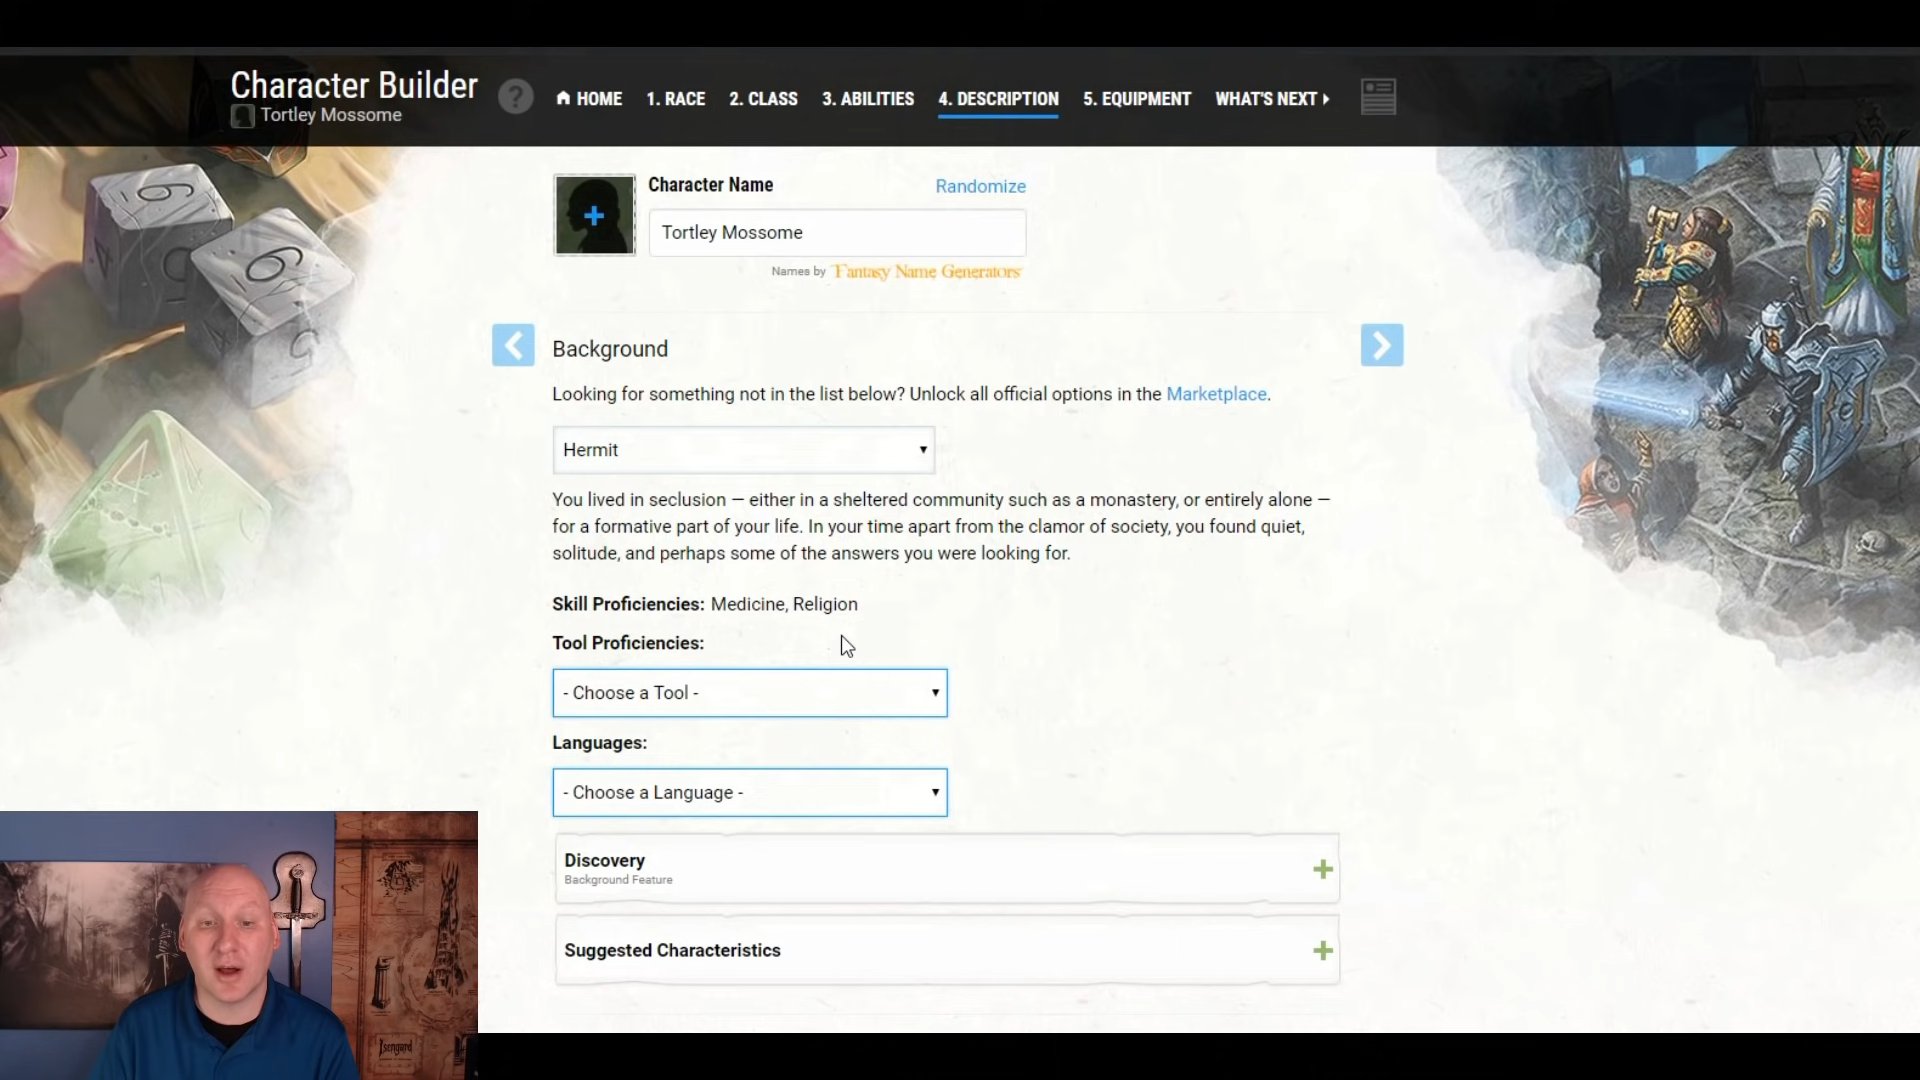 Character Builder
Tortley Mossome
?
HOME
1. RACE
2. CLASS
3. ABILITIES
4. DESCRIPTION
5. EQUIPMENT
WHAT'S NEXT
Character Name
Randomize
Tortley Mossome
Names by Fantasy Name Generators
Background
Looking for something not in the list below? Unlock all official options in the Marketplace.
Hermit
You lived in seclusion — either in a sheltered community such as a monastery, or entirely alone —
for a formative part of your life. In your time apart from the clamor of society, you found quiet,
solitude, and perhaps some of the answers you were looking for.
Skill Proficiencies: Medicine, Religion
Tool Proficiencies:
- Choose a Tool -
Languages:
- Choose a Language -
Discovery
Background Feature
Suggested Characteristics
Isengard